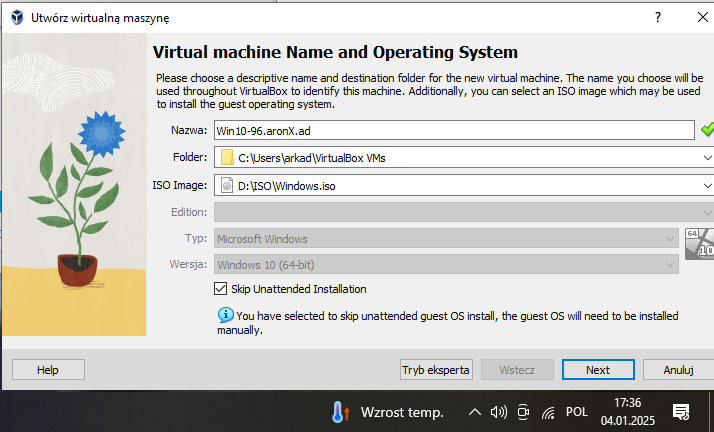 Utwórz wirtualną maszynę
Virtual machine Name and Operating System
Please choose a descriptive name and destination folder for the new virtual machine. The name you choose will be
used throughout VirtualBox to identify this machine. Additionally, you can select an ISO image which may be used
to install the guest operating system.
Nazwa: Win10-96.aronX.ad
Folder: C:\Users\arkad\VirtualBox VMs
ISO Image: D:\ISO\Windows.iso
Edition:
Typ: Microsoft Windows
64
Wersja: Windows 10 (64-bit)
10
Skip Unattended Installation
You have selected to skip unattended guest OS install, the guest OS will need to be installed
manually.
Help Tryb eksperta Wstecz Next Anuluj
Wzrost temp. POL 17:36
04.01.2025